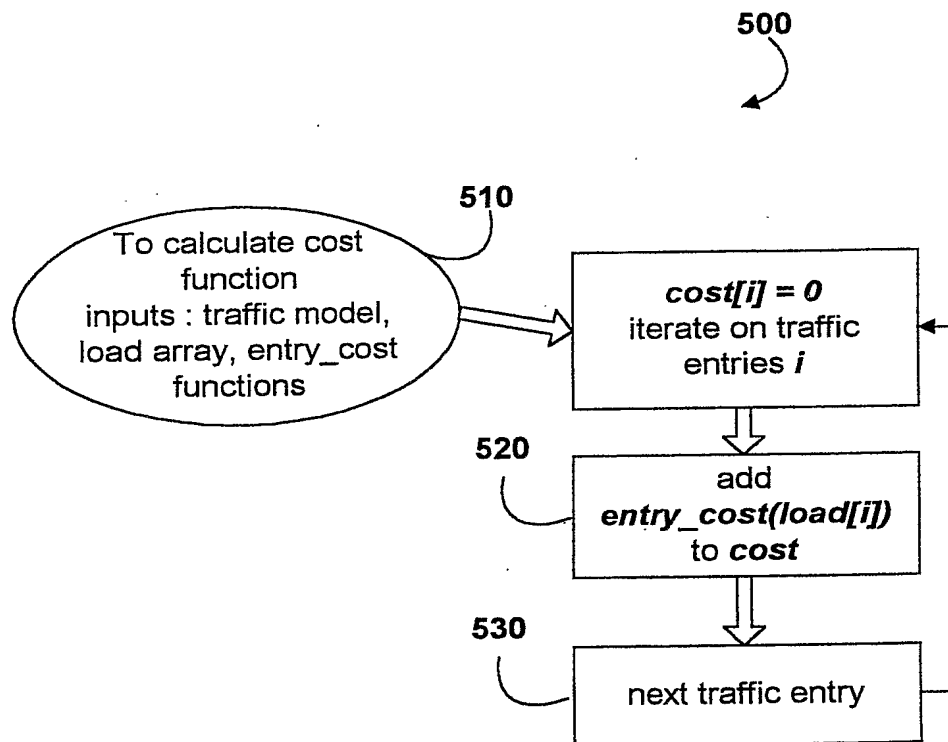 500
510
To calculate cost
function
inputs : traffic model,
load array, entry_cost
functions
cost[i] = 0
iterate on traffic
entries i
520
add
entry_cost(load[i])
to cost
530
next traffic entry